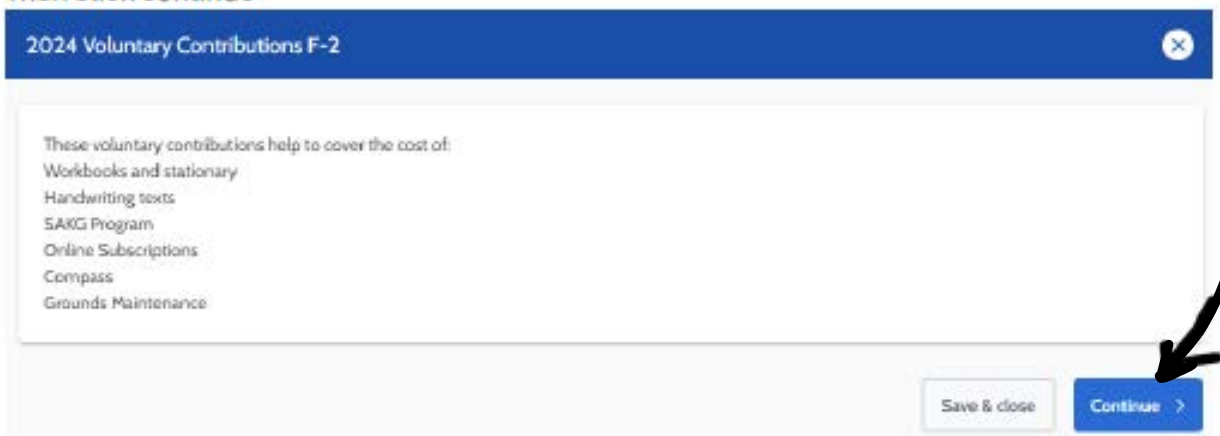 2024 Voluntary Contributions F-2
These voluntary contributions help to cover the cost of:
Workbooks and stationary
Handwriting texts
SAKG Program
Online Subscriptions
Compass
Grounds Maintenance
Save & close
Continue >